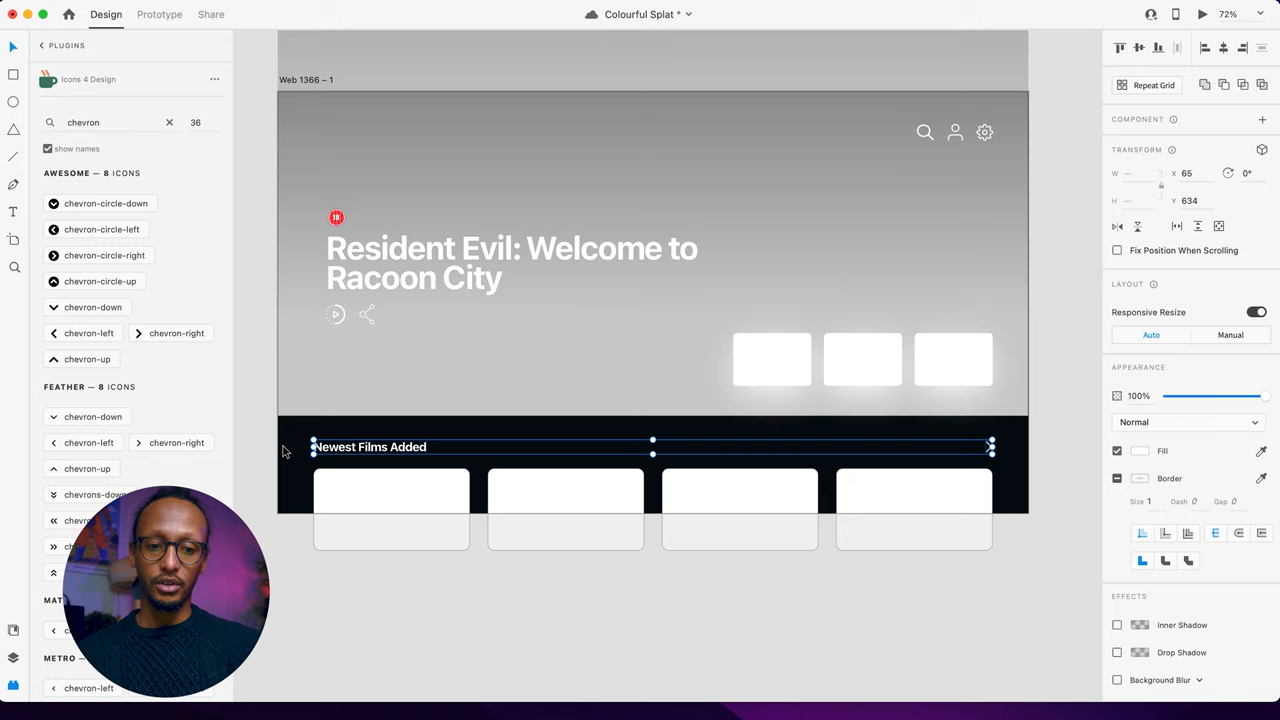 Design
Prototype
Share
Colourful Splat *
72%
PLUGINS
Icons 4 Design
chevron
36
show names
AWESOME — 8 ICONS
chevron-circle-down
chevron-circle-left
chevron-circle-right
chevron-circle-up
chevron-down
chevron-left
chevron-right
chevron-up
FEATHER — 8 ICONS
chevron-down
chevron-left
chevron-right
chevron-up
chevrons-down
MAT
METRO —
chevron-left
Web 1366 – 1
18
Resident Evil: Welcome to
Racoon City
Newest Films Added
Repeat Grid
COMPONENT
TRANSFORM
W
X 65
0°
H
Y 634
Fix Position When Scrolling
LAYOUT
Responsive Resize
Auto
Manual
APPEARANCE
100%
Normal
Fill
Border
Size 1
Dash 0
Gap 0
EFFECTS
Inner Shadow
Drop Shadow
Background Blur